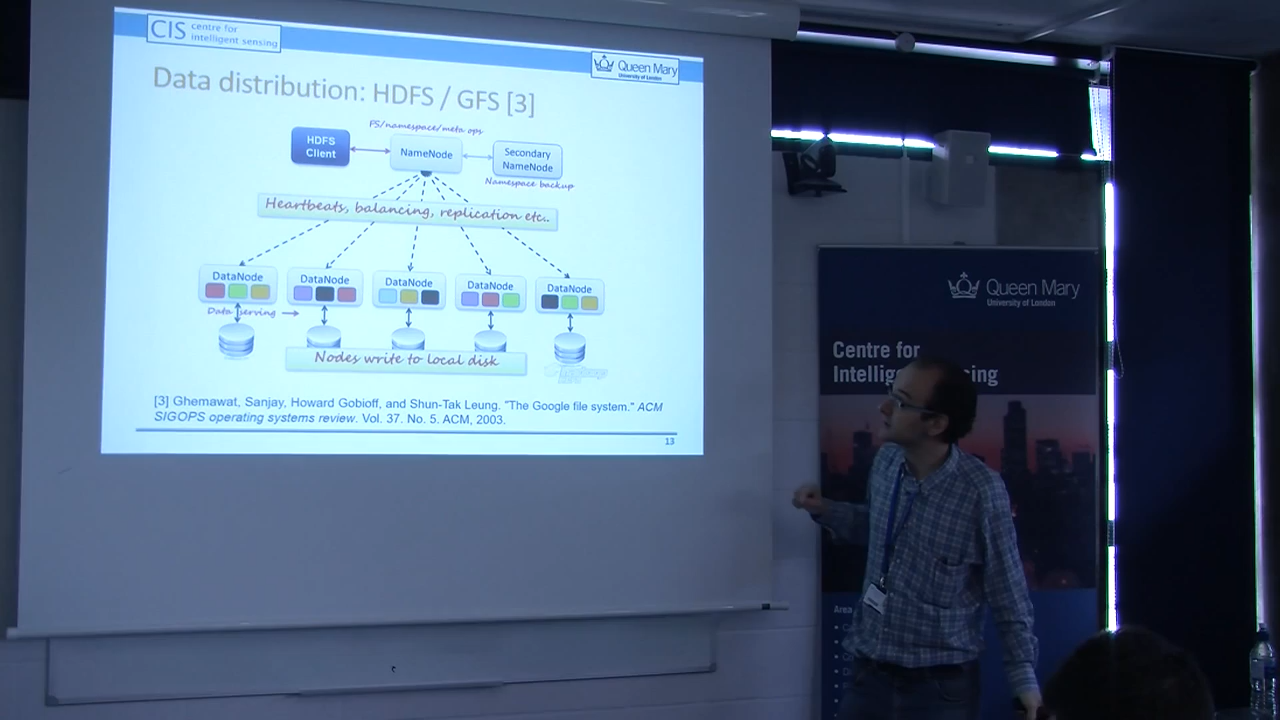 CIS centre for
intelligent sensing
Queen Mary
University of London
Data distribution: HDFS / GFS [3]
FS/namespace/meta ops
HDFS
Client
NameNode
Secondary
NameNode
Namespace backup
Heartbeats, balancing, replication etc..
DataNode
DataNode
DataNode
DataNode
DataNode
Data serving
Nodes write to local disk
[3] Ghemawat, Sanjay, Howard Gobioff, and Shun-Tak Leung. "The Google file system." ACM
SIGOPS operating systems review. Vol. 37. No. 5. ACM, 2003.
13
Queen Mary
University of London
Centre for
Intellig sing
Area